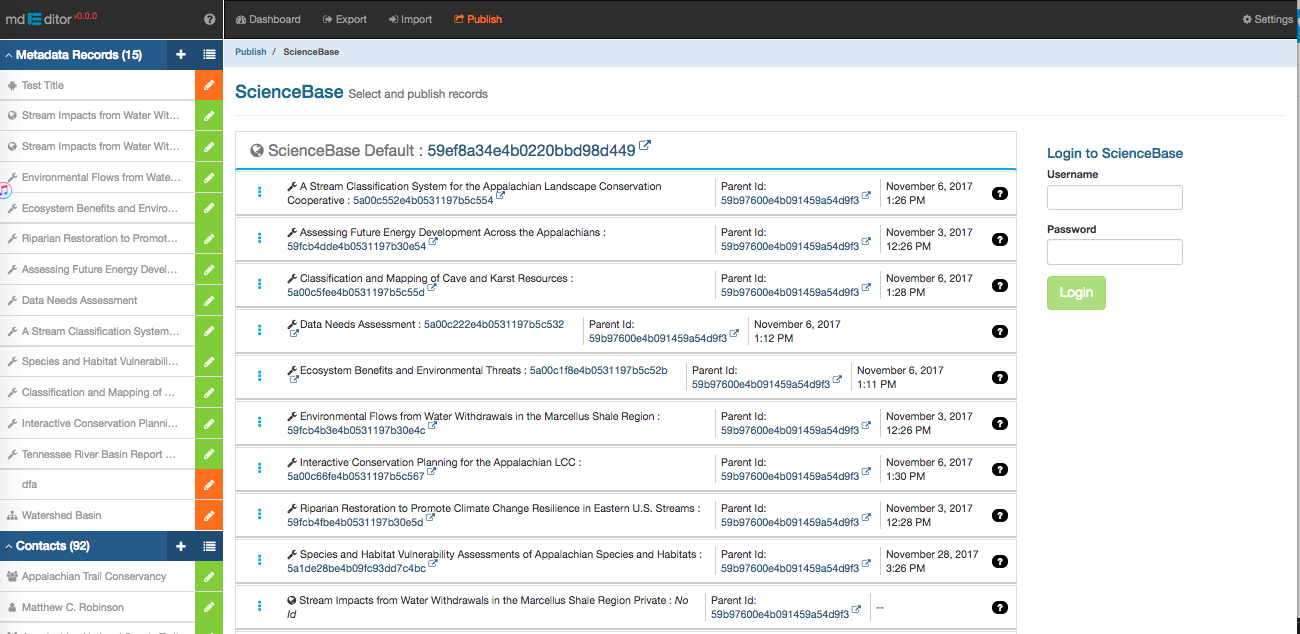 mdEditor v0.0.0
?
Dashboard
Export
Import
Publish
Settings
Metadata Records (15)
Test Title
Stream Impacts from Water Wit...
Stream Impacts from Water Wit...
Environmental Flows from Wate...
Ecosystem Benefits and Enviro...
Riparian Restoration to Promot...
Assessing Future Energy Devel...
Data Needs Assessment
A Stream Classification System...
Species and Habitat Vulnerabili...
Classification and Mapping of ...
Interactive Conservation Planni...
Tennessee River Basin Report ...
dfa
Watershed Basin
Contacts (92)
Appalachian Trail Conservancy
Matthew C. Robinson
Publish / ScienceBase
ScienceBase Select and publish records
ScienceBase Default : 59ef8a34e4b0220bbd98d449
A Stream Classification System for the Appalachian Landscape Conservation
Cooperative : 5a00c552e4b0531197b5c554
Parent Id:
59b97600e4b091459a54d9f3
November 6, 2017
1:26 PM
?
Assessing Future Energy Development Across the Appalachians :
59fcb4dde4b0531197b30e54
Parent Id:
59b97600e4b091459a54d9f3
November 3, 2017
12:26 PM
?
Classification and Mapping of Cave and Karst Resources :
5a00c5fee4b0531197b5c55d
Parent Id:
59b97600e4b091459a54d9f3
November 6, 2017
1:28 PM
?
Data Needs Assessment : 5a00c222e4b0531197b5c532
Parent Id:
59b97600e4b091459a54d9f3
November 6, 2017
1:12 PM
?
Ecosystem Benefits and Environmental Threats : 5a00c1f8e4b0531197b5c52b
Parent Id:
59b97600e4b091459a54d9f3
November 6, 2017
1:11 PM
?
Environmental Flows from Water Withdrawals in the Marcellus Shale Region :
59fcb4b3e4b0531197b30e4c
Parent Id:
59b97600e4b091459a54d9f3
November 3, 2017
12:26 PM
?
Interactive Conservation Planning for the Appalachian LCC :
5a00c66fe4b0531197b5c567
Parent Id:
59b97600e4b091459a54d9f3
November 6, 2017
1:30 PM
?
Riparian Restoration to Promote Climate Change Resilience in Eastern U.S. Streams :
59fcb4fbe4b0531197b30e5d
Parent Id:
59b97600e4b091459a54d9f3
November 3, 2017
12:28 PM
?
Species and Habitat Vulnerability Assessments of Appalachian Species and Habitats :
5a1de28be4b09fc93dd7c4bc
Parent Id:
59b97600e4b091459a54d9f3
November 28, 2017
3:26 PM
?
Stream Impacts from Water Withdrawals in the Marcellus Shale Region Private : No
Id
Parent Id:
59b97600e4b091459a54d9f3
--
?
Login to ScienceBase
Username
Password
Login